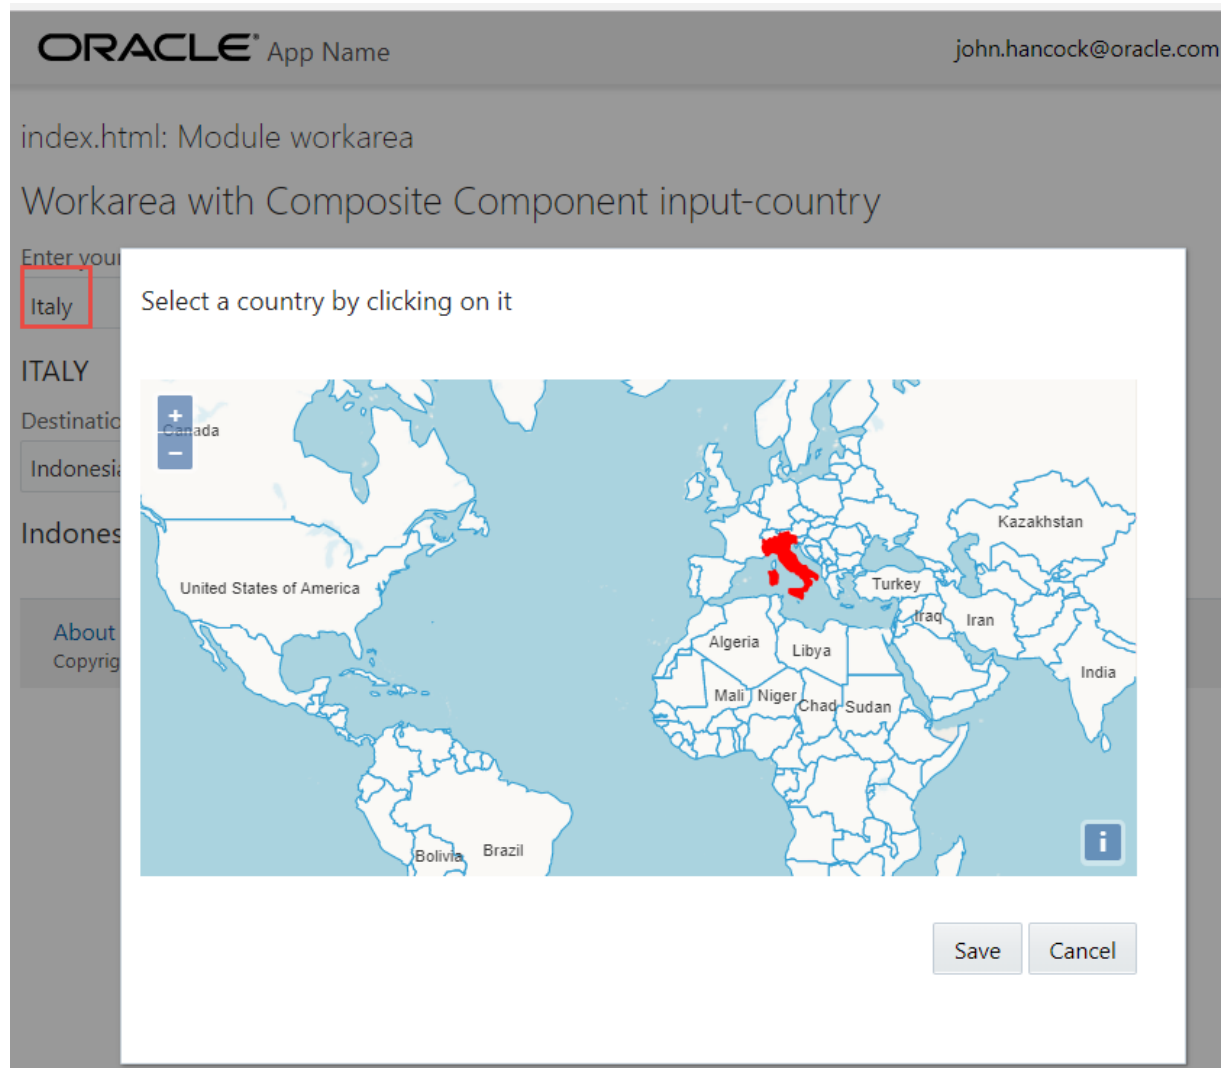 ORACLE® App Name
john.hancock@oracle.com
index.html: Module workarea
Workarea with Composite Component input-country
Enter your
Italy
Select a country by clicking on it
ITALY
Destinatio
Indonesia
Indones
About
Copyrig
+
−
Canada
United States of America
Kazakhstan
Turkey
Iraq
Iran
Algeria
Libya
India
Mali
Niger
Chad
Sudan
Bolivia
Brazil
i
Save
Cancel